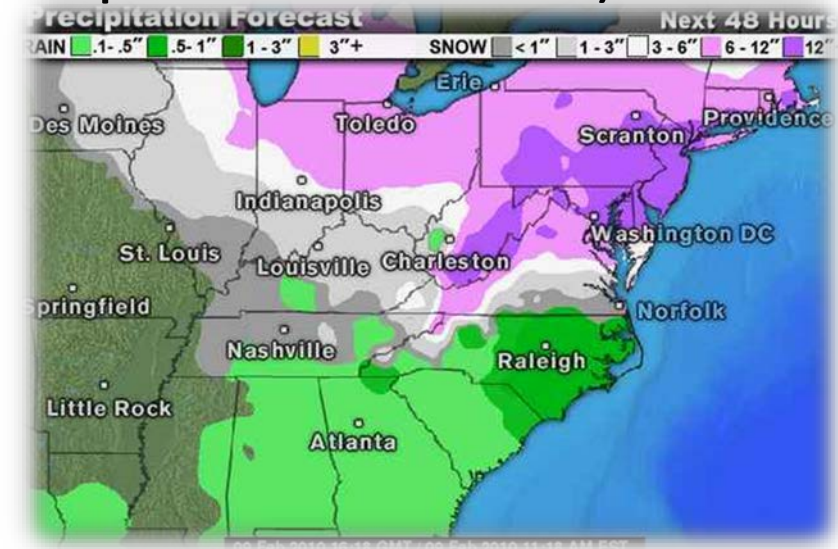 Precipitation Forecast
Next 48 Hours
RAIN .1-.5" .5-1" 1-3" 3"+ SNOW <1" 1-3" 3-6" 6-12" 12"
Erie
Des Moines
Toledo
Scranton
Providence
Indianapolis
Washington DC
St. Louis
Louisville
Charleston
Springfield
Norfolk
Nashville
Raleigh
Little Rock
Atlanta